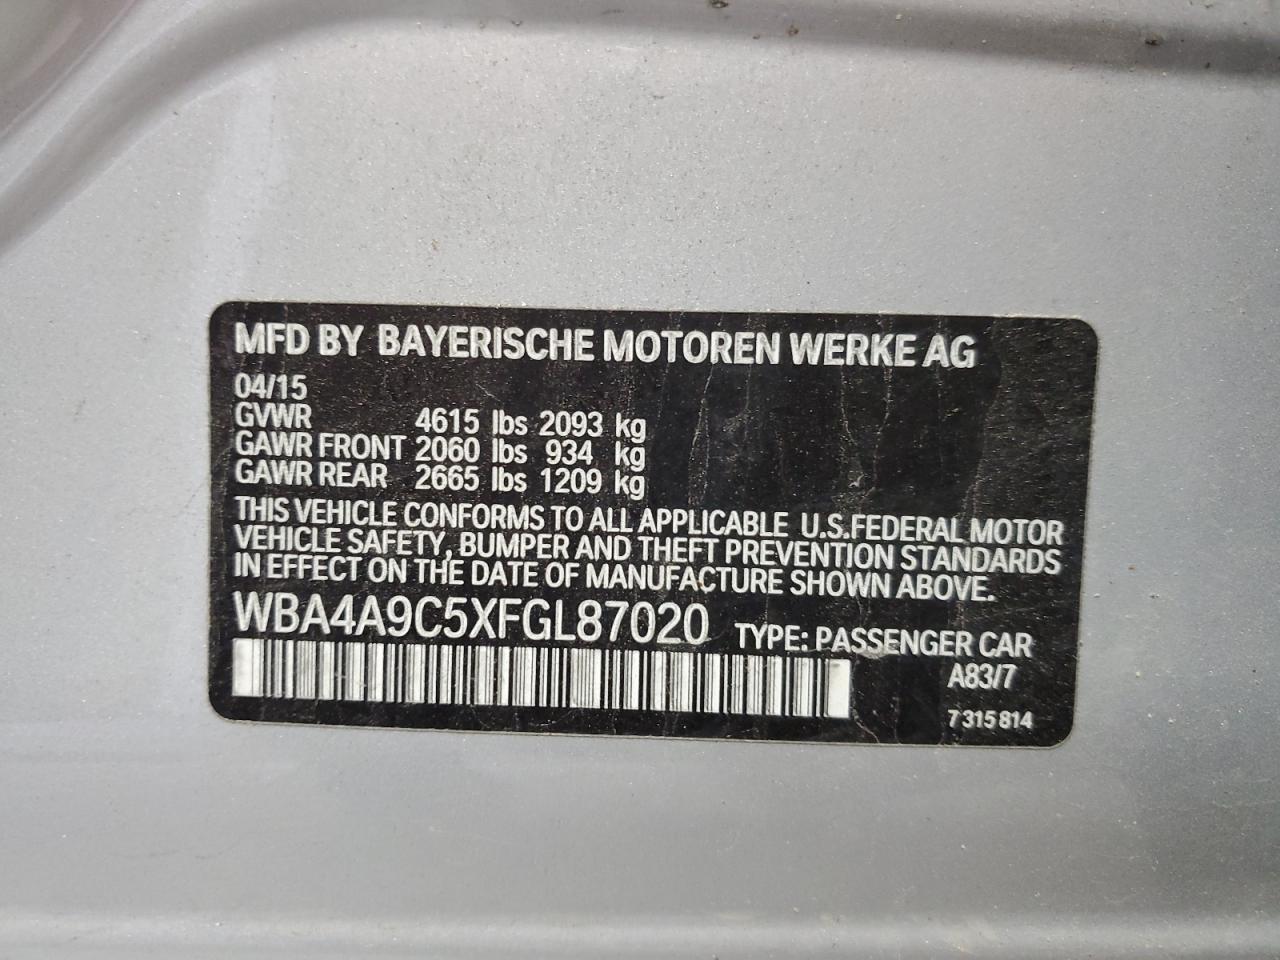 MFD BY BAYERISCHE MOTOREN WERKE AG
04/15
GVWR 4615 lbs 2093 kg
GAWR FRONT 2060 lbs 934 kg
GAWR REAR 2665 lbs 1209 kg
THIS VEHICLE CONFORMS TO ALL APPLICABLE U.S.FEDERAL MOTOR
VEHICLE SAFETY, BUMPER AND THEFT PREVENTION STANDARDS
IN EFFECT ON THE DATE OF MANUFACTURE SHOWN ABOVE.
WBA4A9C5XFGL87020 TYPE: PASSENGER CAR
A83/7
7 315 814